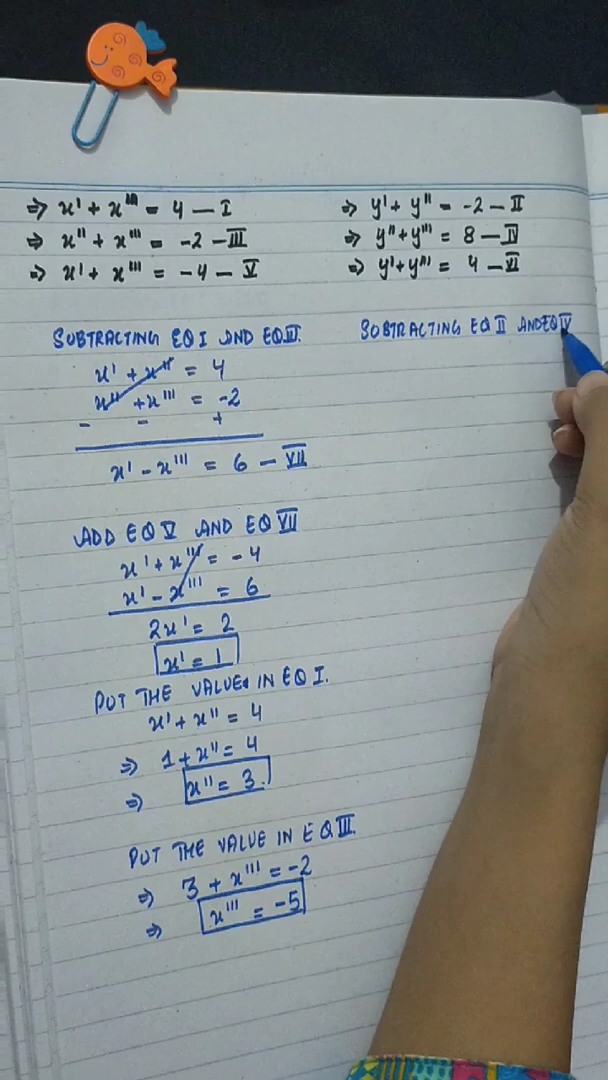 ⇒ x' + x''' = 4 — I
⇒ x'' + x''' = -2 — III
⇒ x' + x''' = -4 — V
⇒ y' + y'' = -2 — II
⇒ y'' + y''' = 8 — IV
⇒ y' + y''' = 4 — VI
SUBTRACTING EQ I AND EQ III.
x' + x'' = 4
x'' + x''' = -2
- - +
x' - x''' = 6 — VII
ADD EQ V AND EQ VII
x' + x''' = -4
x' - x''' = 6
2x' = 2
x' = 1
PUT THE VALUE IN EQ I.
x' + x'' = 4
⇒ 1 + x'' = 4
⇒ x'' = 3.
PUT THE VALUE IN EQ III.
⇒ 3 + x''' = -2
⇒ x''' = -5
SUBTRACTING EQ II AND EQ IV